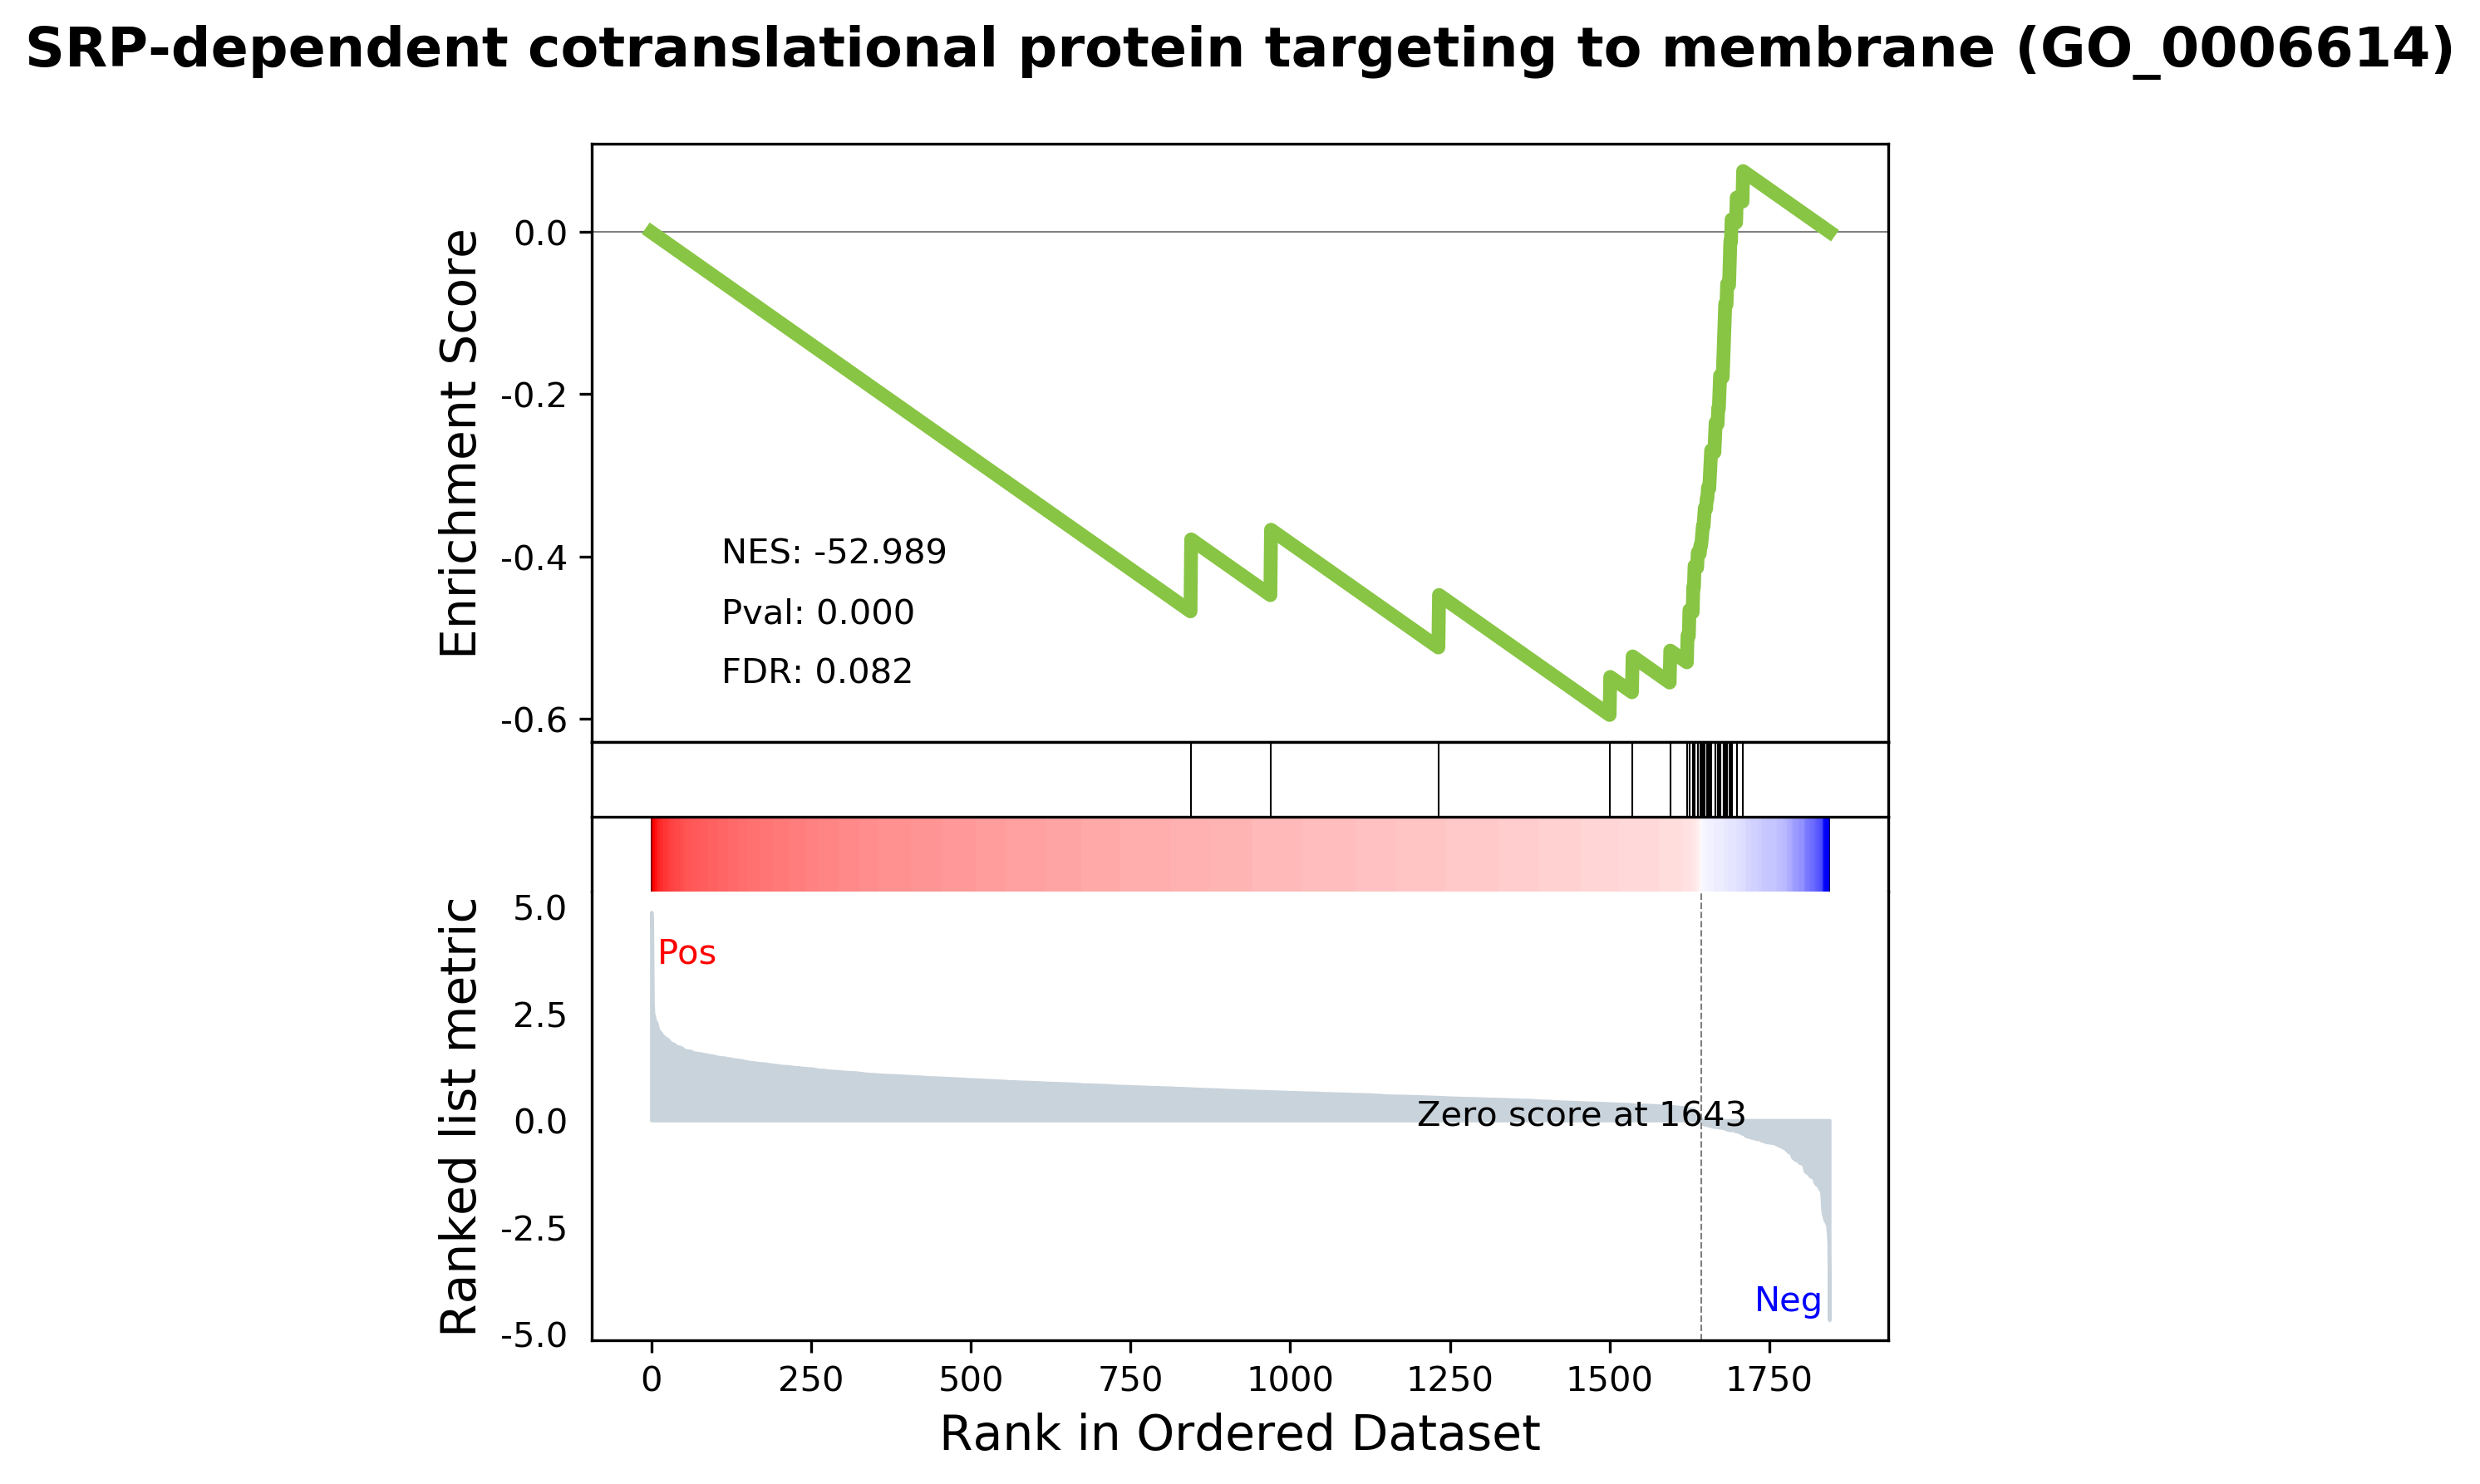 SRP-dependent cotranslational protein targeting to membrane (GO_0006614)
Enrichment Score
0.0
-0.2
-0.4
-0.6
NES: -52.989
Pval: 0.000
FDR: 0.082
Ranked list metric
5.0
2.5
0.0
-2.5
-5.0
Pos
Zero score at 1643
Neg
0 250 500 750 1000 1250 1500 1750
Rank in Ordered Dataset